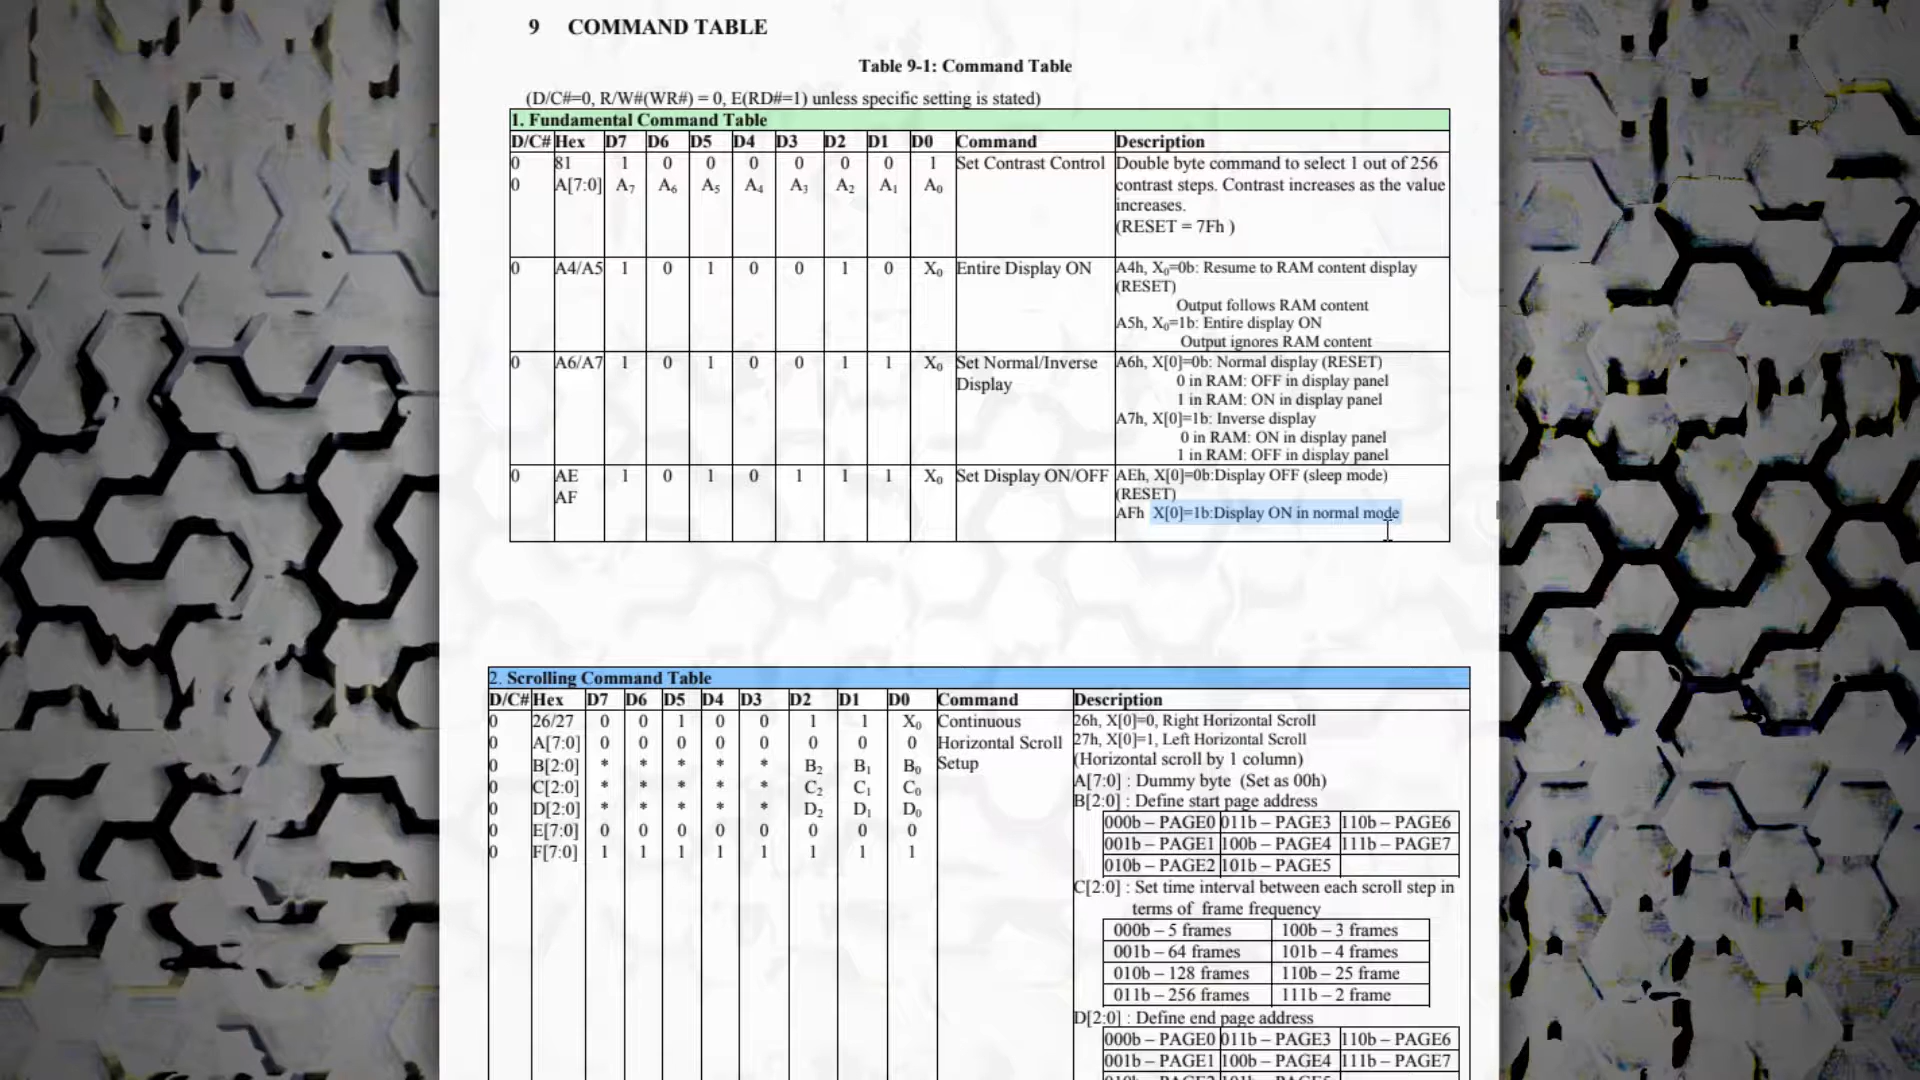 9 COMMAND TABLE
Table 9-1: Command Table
(D/C#=0, R/W#(WR#) = 0, E(RD#=1) unless specific setting is stated)
1. Fundamental Command Table
D/C# Hex D7 D6 D5 D4 D3 D2 D1 D0 Command Description
0 81 1 0 0 0 0 0 0 1 Set Contrast Control Double byte command to select 1 out of 256
0 A[7:0] A7 A6 A5 A4 A3 A2 A1 A0 contrast steps. Contrast increases as the value
increases.
(RESET = 7Fh )
0 A4/A5 1 0 1 0 0 1 0 X0 Entire Display ON A4h, X0=0b: Resume to RAM content display
(RESET)
Output follows RAM content
A5h, X0=1b: Entire display ON
Output ignores RAM content
0 A6/A7 1 0 1 0 0 1 1 X0 Set Normal/Inverse A6h, X[0]=0b: Normal display (RESET)
Display 0 in RAM: OFF in display panel
1 in RAM: ON in display panel
A7h, X[0]=1b: Inverse display
0 in RAM: ON in display panel
1 in RAM: OFF in display panel
0 AE 1 0 1 0 1 1 1 X0 Set Display ON/OFF AEh, X[0]=0b:Display OFF (sleep mode)
AF (RESET)
AFh X[0]=1b:Display ON in normal mode
2. Scrolling Command Table
D/C# Hex D7 D6 D5 D4 D3 D2 D1 D0 Command Description
0 26/27 0 0 1 0 0 1 1 X0 Continuous 26h, X[0]=0, Right Horizontal Scroll
0 A[7:0] 0 0 0 0 0 0 0 0 Horizontal Scroll 27h, X[0]=1, Left Horizontal Scroll
0 B[2:0] * * * * * B2 B1 B0 Setup (Horizontal scroll by 1 column)
0 C[2:0] * * * * * C2 C1 C0 A[7:0] : Dummy byte (Set as 00h)
0 D[2:0] * * * * * D2 D1 D0 B[2:0] : Define start page address
0 E[7:0] 0 0 0 0 0 0 0 0 000b – PAGE0 011b – PAGE3 110b – PAGE6
0 F[7:0] 1 1 1 1 1 1 1 1 001b – PAGE1 100b – PAGE4 111b – PAGE7
010b – PAGE2 101b – PAGE5
C[2:0] : Set time interval between each scroll step in
terms of frame frequency
000b – 5 frames 100b – 3 frames
001b – 64 frames 101b – 4 frames
010b – 128 frames 110b – 25 frame
011b – 256 frames 111b – 2 frame
D[2:0] : Define end page address
000b – PAGE0 011b – PAGE3 110b – PAGE6
001b – PAGE1 100b – PAGE4 111b – PAGE7